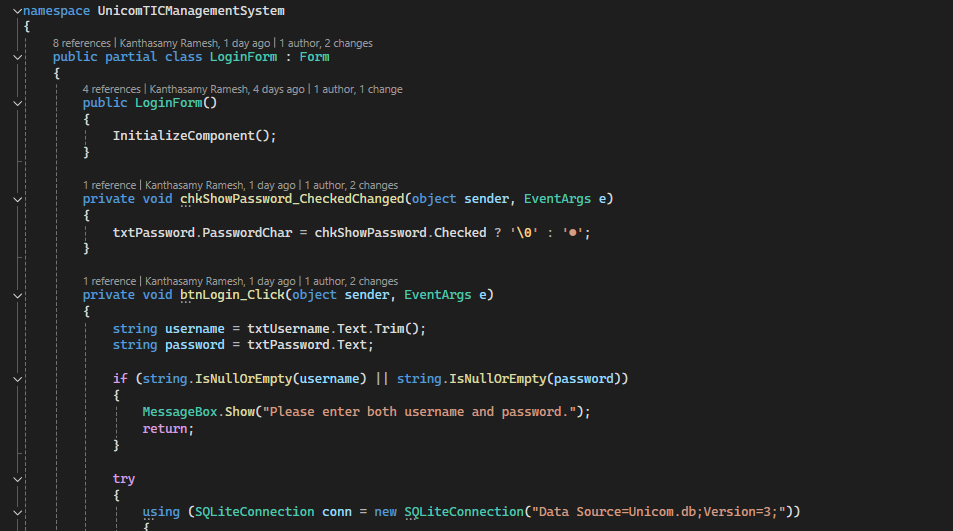 namespace UnicomTICManagementSystem
{
8 references | Kanthasamy Ramesh, 1 day ago | 1 author, 2 changes
public partial class LoginForm : Form
{
4 references | Kanthasamy Ramesh, 4 days ago | 1 author, 1 change
public LoginForm()
{
InitializeComponent();
}
1 reference | Kanthasamy Ramesh, 1 day ago | 1 author, 2 changes
private void chkShowPassword_CheckedChanged(object sender, EventArgs e)
{
txtPassword.PasswordChar = chkShowPassword.Checked ? '\0' : '●';
}
1 reference | Kanthasamy Ramesh, 1 day ago | 1 author, 2 changes
private void btnLogin_Click(object sender, EventArgs e)
{
string username = txtUsername.Text.Trim();
string password = txtPassword.Text;
if (string.IsNullOrEmpty(username) || string.IsNullOrEmpty(password))
{
MessageBox.Show("Please enter both username and password.");
return;
}
try
{
using (SQLiteConnection conn = new SQLiteConnection("Data Source=Unicom.db;Version=3;"))
{